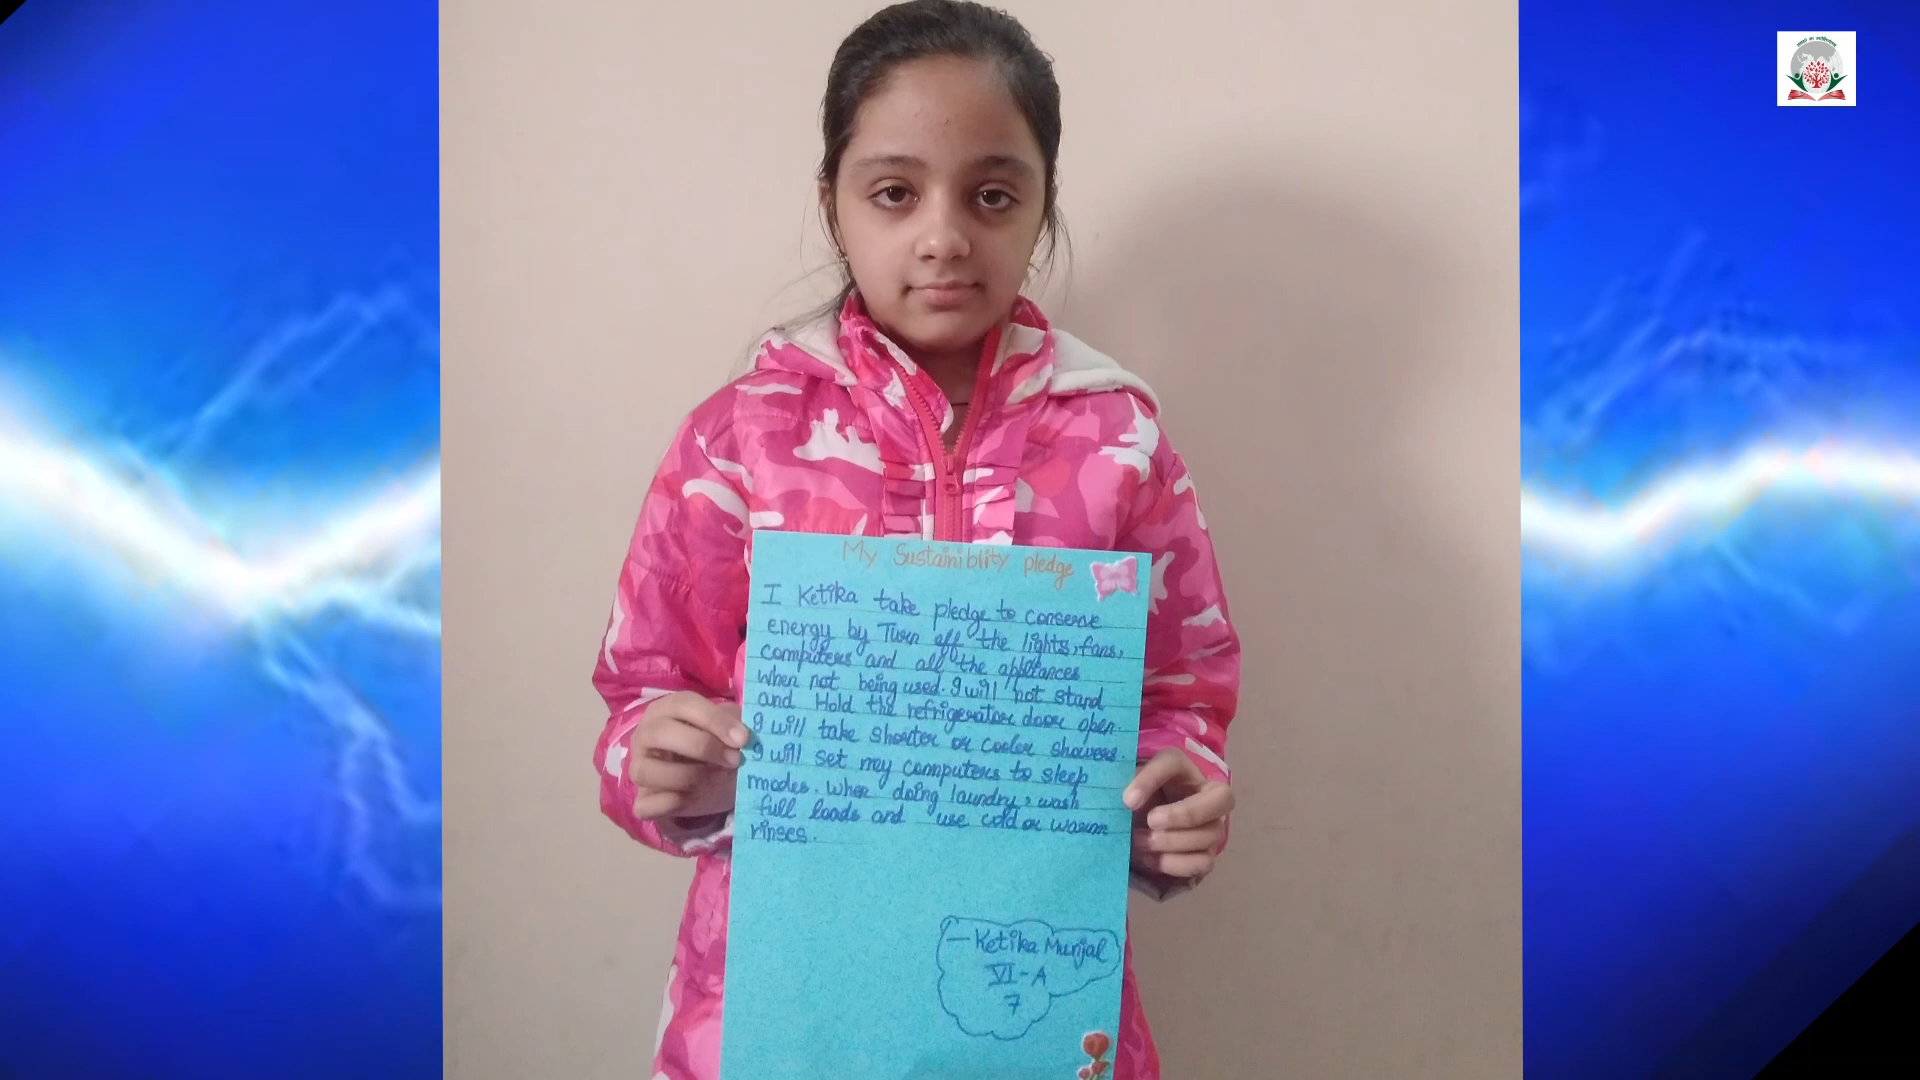 My Sustainiblity pledge
I Ketika take pledge to conserve
energy by Turn off the lights, fans,
computers and all the appliances
when not being used. I will not stand
and Hold the refrigerator door open.
I will take shorter or cooler showers.
I will set my computers to sleep
modes. When doing laundry, wash
full loads and use cold or warm
rinses.
— Ketika Munjal
VI-A
7